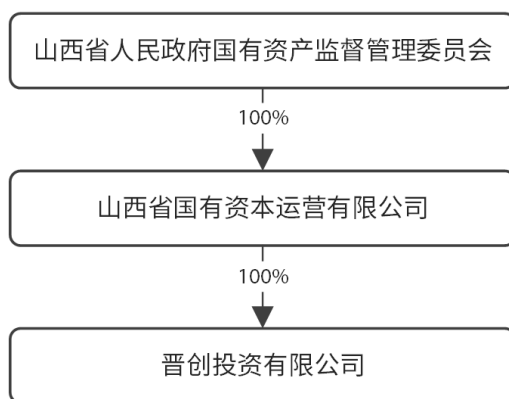 山西省人民政府国有资产监督管理委员会
100%
山西省国有资本运营有限公司
100%
晋创投资有限公司